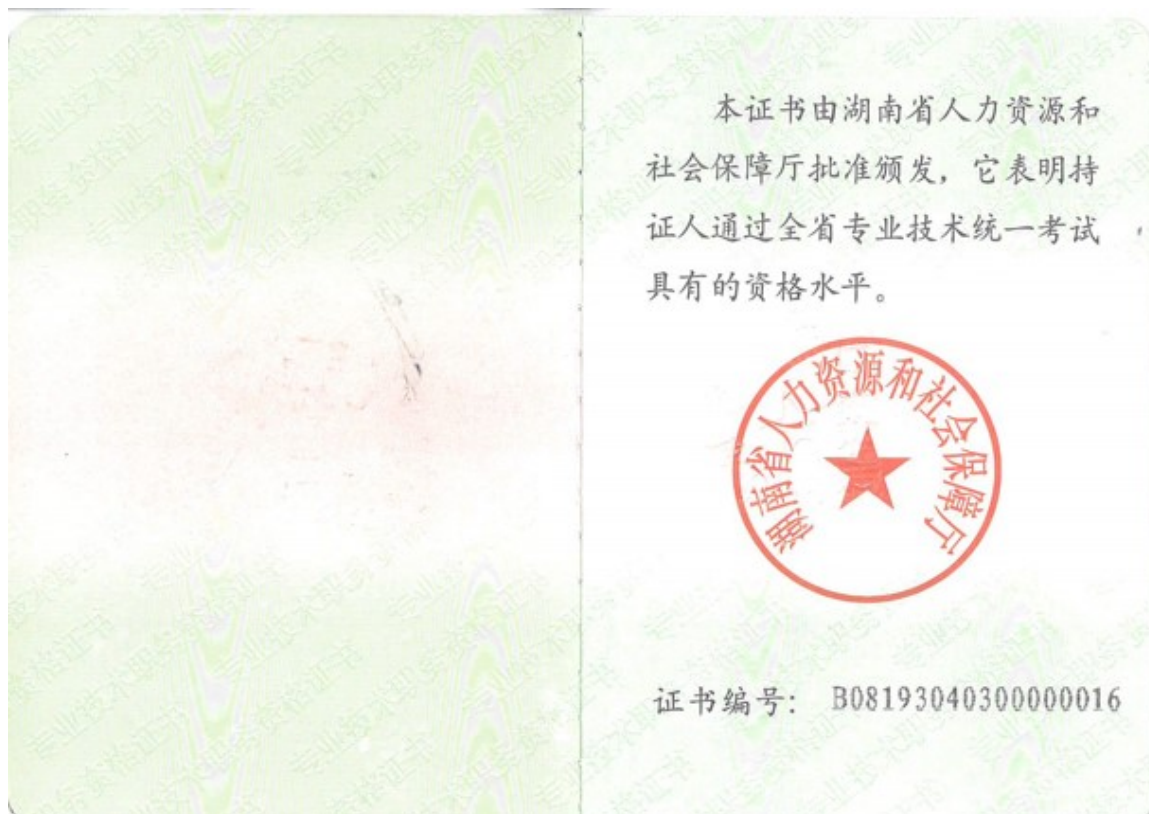 本证书由湖南省人力资源和
社会保障厅批准颁发，它表明持
证人通过全省专业技术统一考试
具有的资格水平。
湖南省人力资源和社会保障厅
证书编号： B08193040300000016